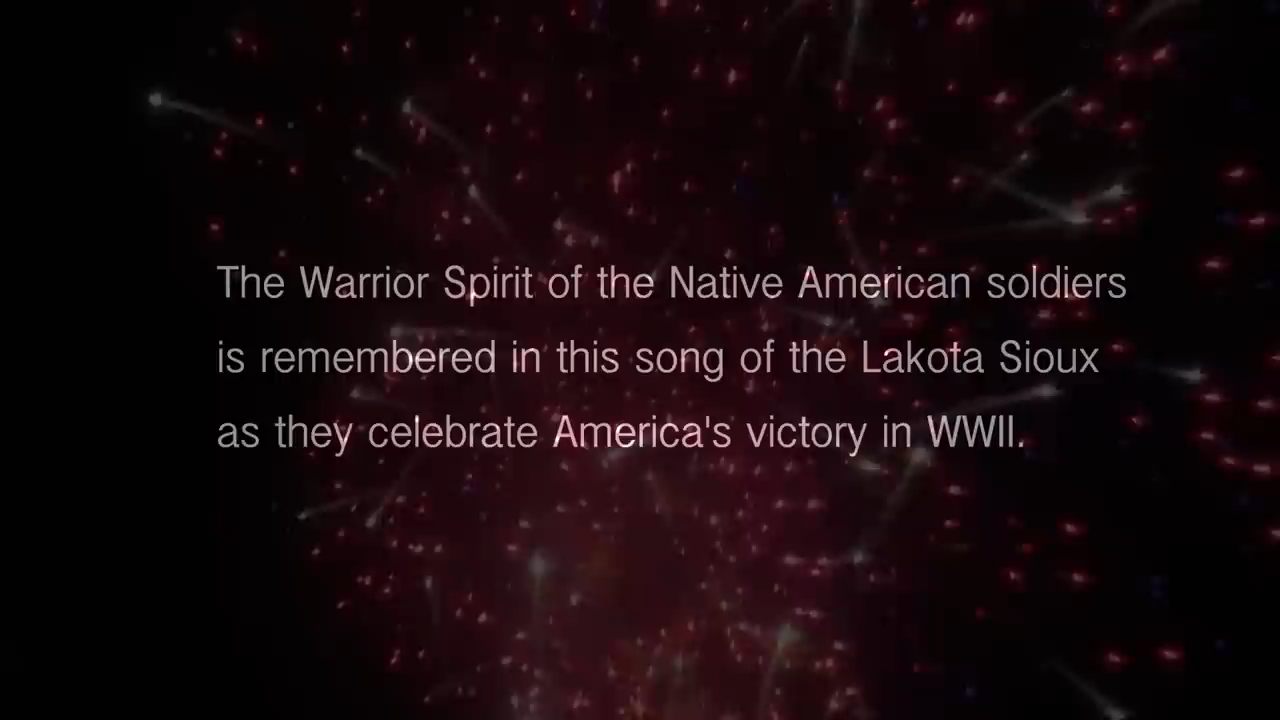 The Warrior Spirit of the Native American soldiers
is remembered in this song of the Lakota Sioux
as they celebrate America's victory in WWII.